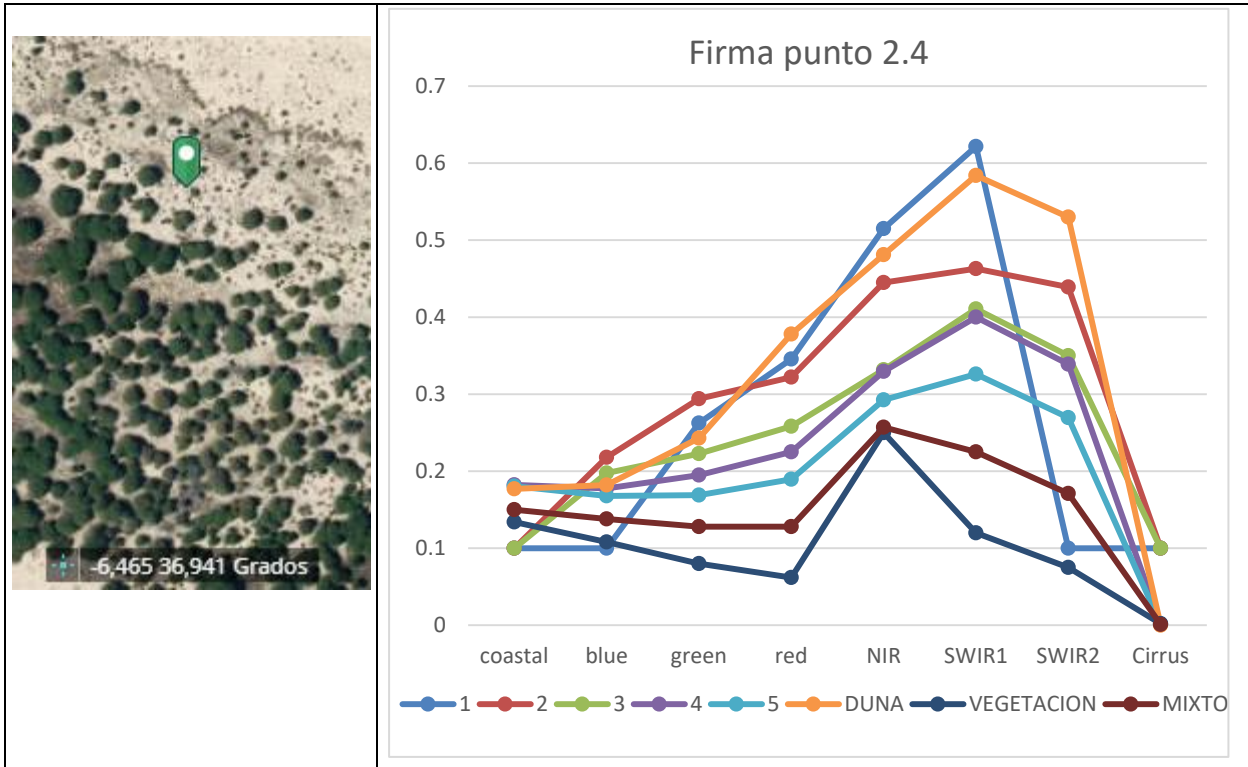 -6,465 36,941 Grados
Firma punto 2.4
0.7
0.6
0.5
0.4
0.3
0.2
0.1
0
coastal blue green red NIR SWIR1 SWIR2 Cirrus
1 2 3 4 5 DUNA VEGETACION MIXTO